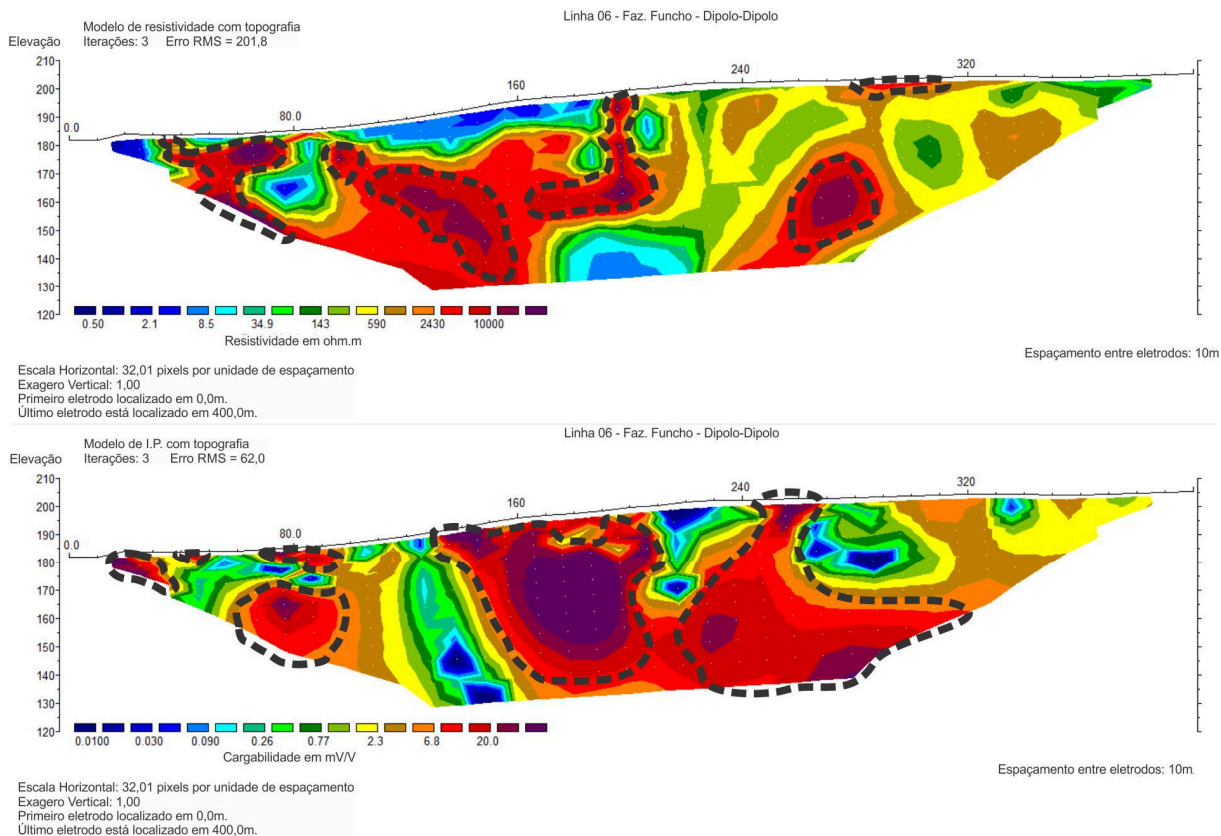 Linha 06 - Faz. Funcho - Dipolo-Dipolo
Modelo de resistividade com topografia
Elevação Iterações: 3 Erro RMS = 201,8
210
200
190
180
170
160
150
140
130
120
0.0 80.0 160 240 320
0.50 2.1 8.5 34.9 143 590 2430 10000
Resistividade em ohm.m
Espaçamento entre eletrodos: 10m
Escala Horizontal: 32,01 pixels por unidade de espaçamento
Exagero Vertical: 1,00
Primeiro eletrodo localizado em 0,0m.
Último eletrodo está localizado em 400,0m.
Linha 06 - Faz. Funcho - Dipolo-Dipolo
Modelo de I.P. com topografia
Elevação Iterações: 3 Erro RMS = 62,0
210
200
190
180
170
160
150
140
130
120
0.0 80.0 160 240 320
0.0100 0.030 0.090 0.26 0.77 2.3 6.8 20.0
Cargabilidade em mV/V
Espaçamento entre eletrodos: 10m
Escala Horizontal: 32,01 pixels por unidade de espaçamento
Exagero Vertical: 1,00
Primeiro eletrodo localizado em 0,0m.
Último eletrodo está localizado em 400,0m.